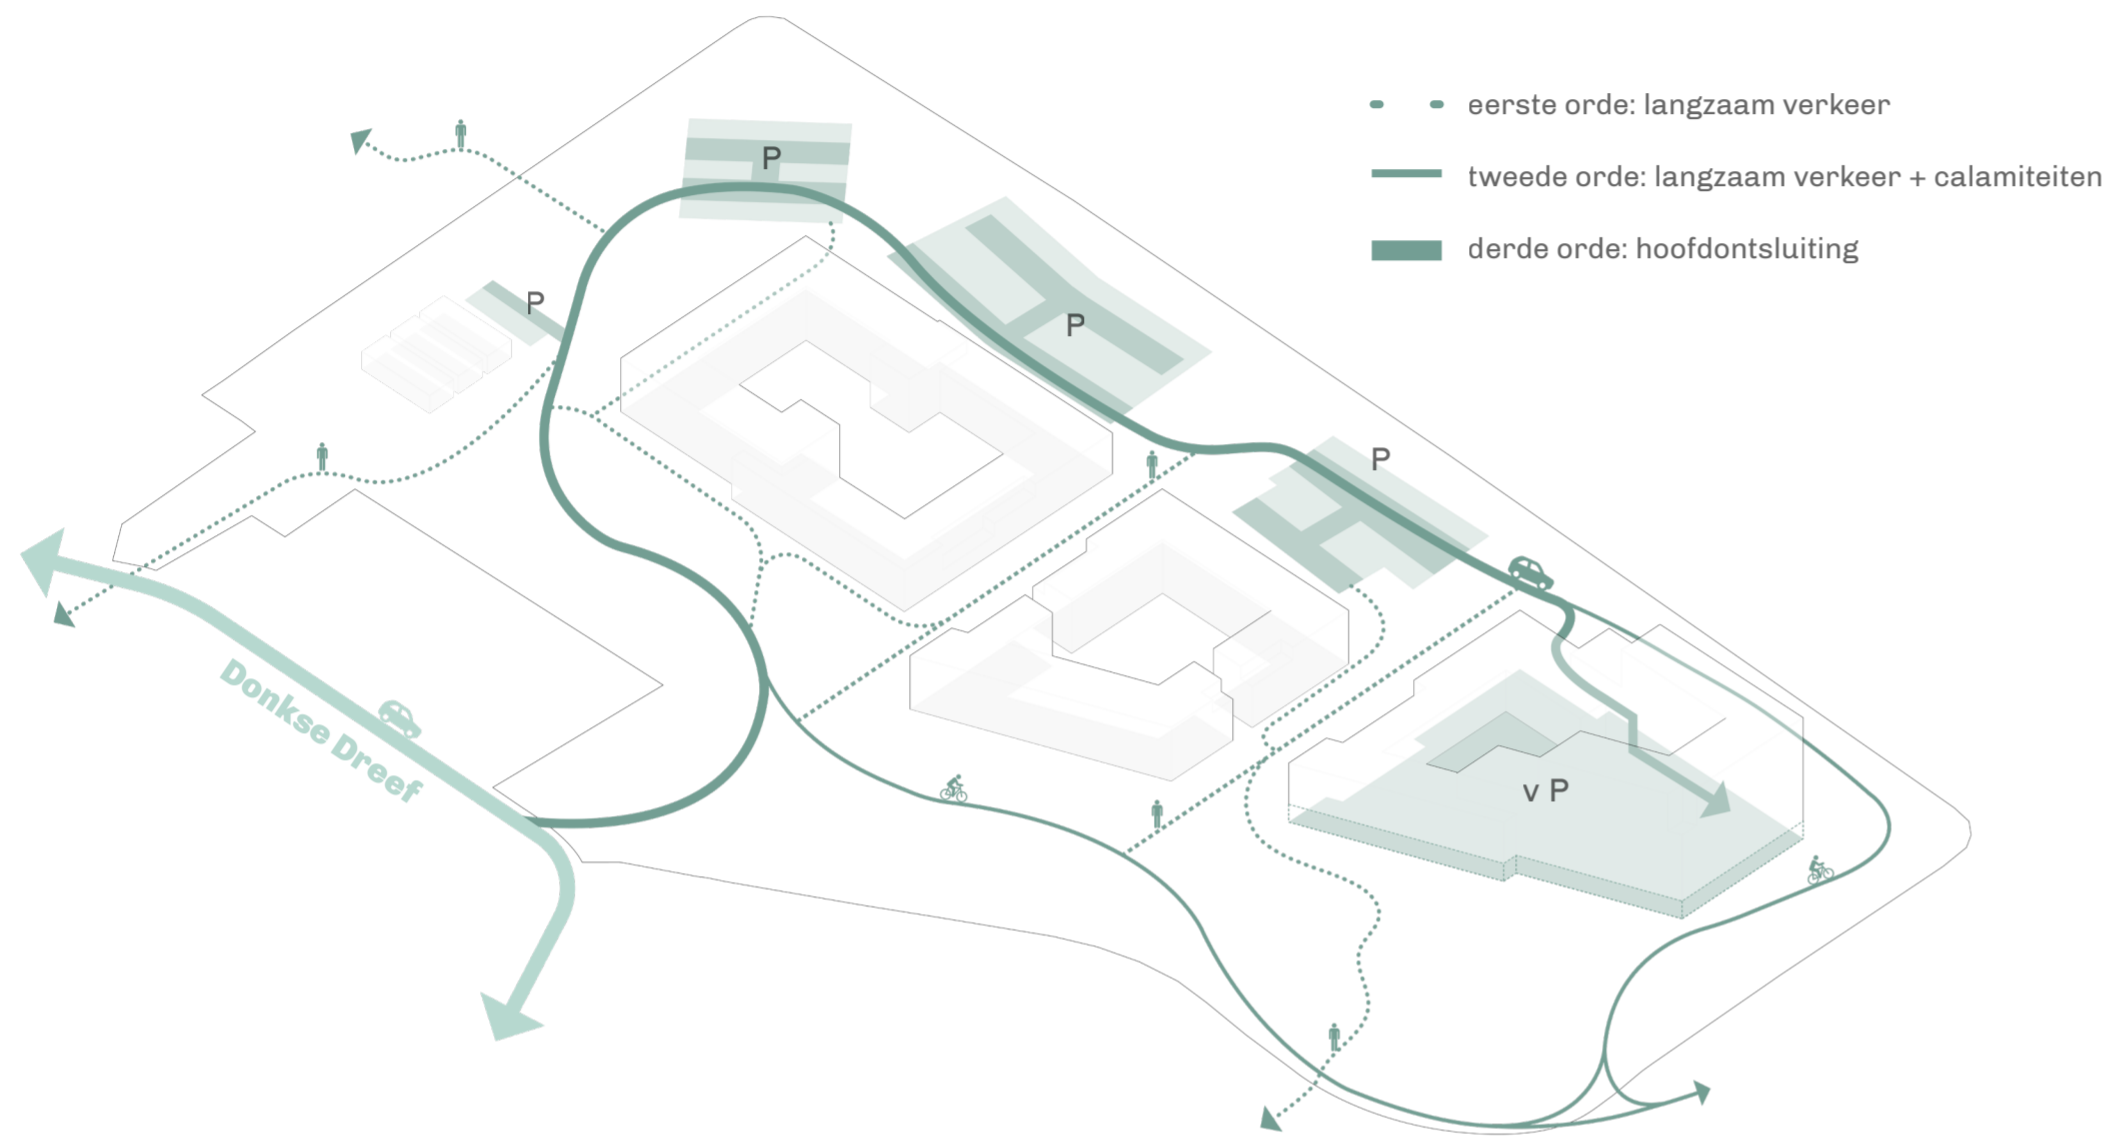 P
eerste orde: langzaam verkeer
tweede orde: langzaam verkeer + calamiteiten
derde orde: hoofdontsluiting
P
P
P
Donkse Dreef
v P